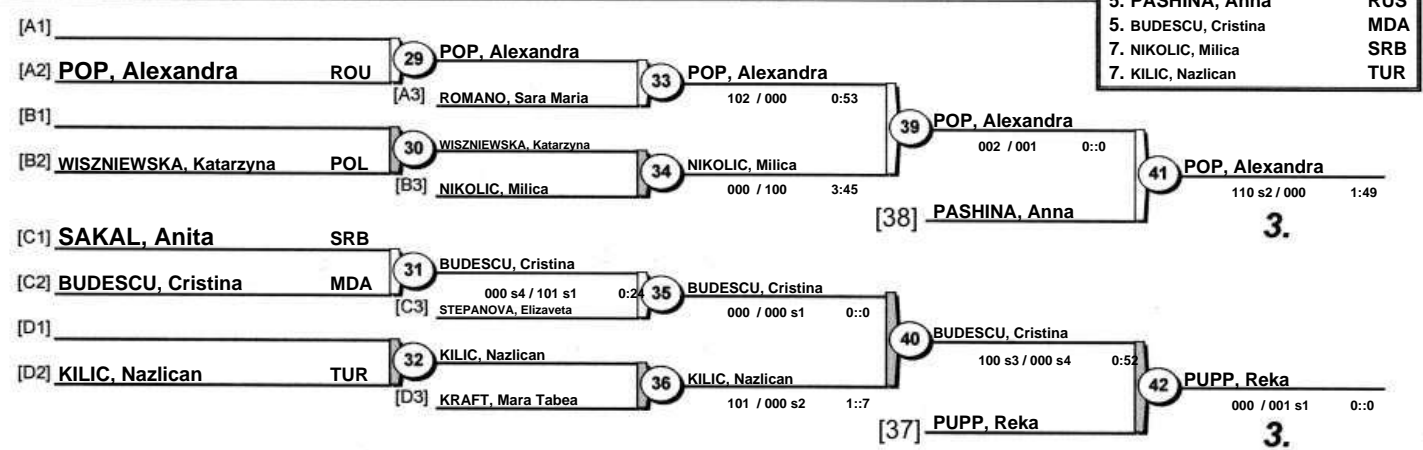 5. PASHINA, Anna RUS
5. BUDESCU, Cristina MDA
7. NIKOLIC, Milica SRB
7. KILIC, Nazlican TUR
[A1]
[A2] POP, Alexandra ROU
29
POP, Alexandra
[A3] ROMANO, Sara Maria
33
POP, Alexandra
102 / 000 0:53
[B1]
[B2] WISZNIEWSKA, Katarzyna POL
30
WISZNIEWSKA, Katarzyna
[B3] NIKOLIC, Milica
34
NIKOLIC, Milica
000 / 100 3:45
39
POP, Alexandra
002 / 001 0::0
[38] PASHINA, Anna
41
POP, Alexandra
110 s2 / 000 1:49
3.
[C1] SAKAL, Anita SRB
[C2] BUDESCU, Cristina MDA
31
BUDESCU, Cristina
000 s4 / 101 s1 0:24
[C3] STEPANOVA, Elizaveta
35
BUDESCU, Cristina
000 / 000 s1 0::0
[D1]
[D2] KILIC, Nazlican TUR
32
KILIC, Nazlican
[D3] KRAFT, Mara Tabea
36
KILIC, Nazlican
101 / 000 s2 1::7
40
BUDESCU, Cristina
100 s3 / 000 s4 0:52
[37] PUPP, Reka
42
PUPP, Reka
000 / 001 s1 0::0
3.